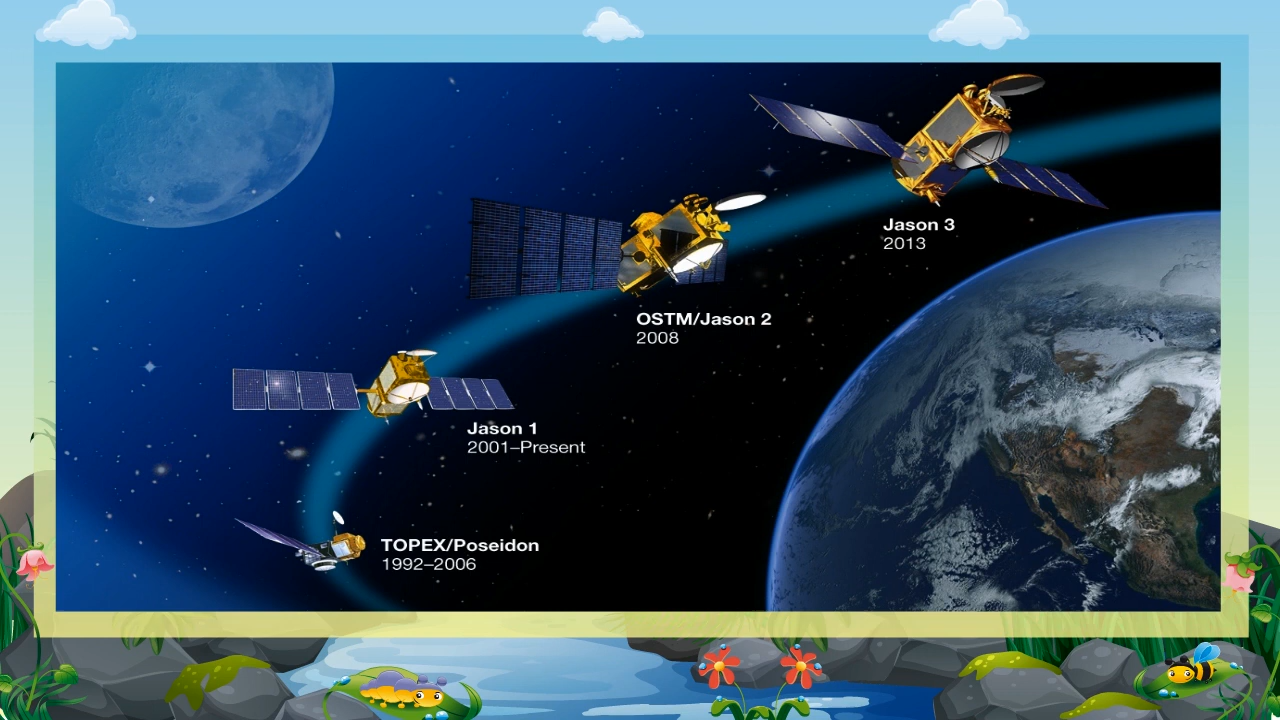 Jason 3
2013
OSTM/Jason 2
2008
Jason 1
2001–Present
TOPEX/Poseidon
1992–2006